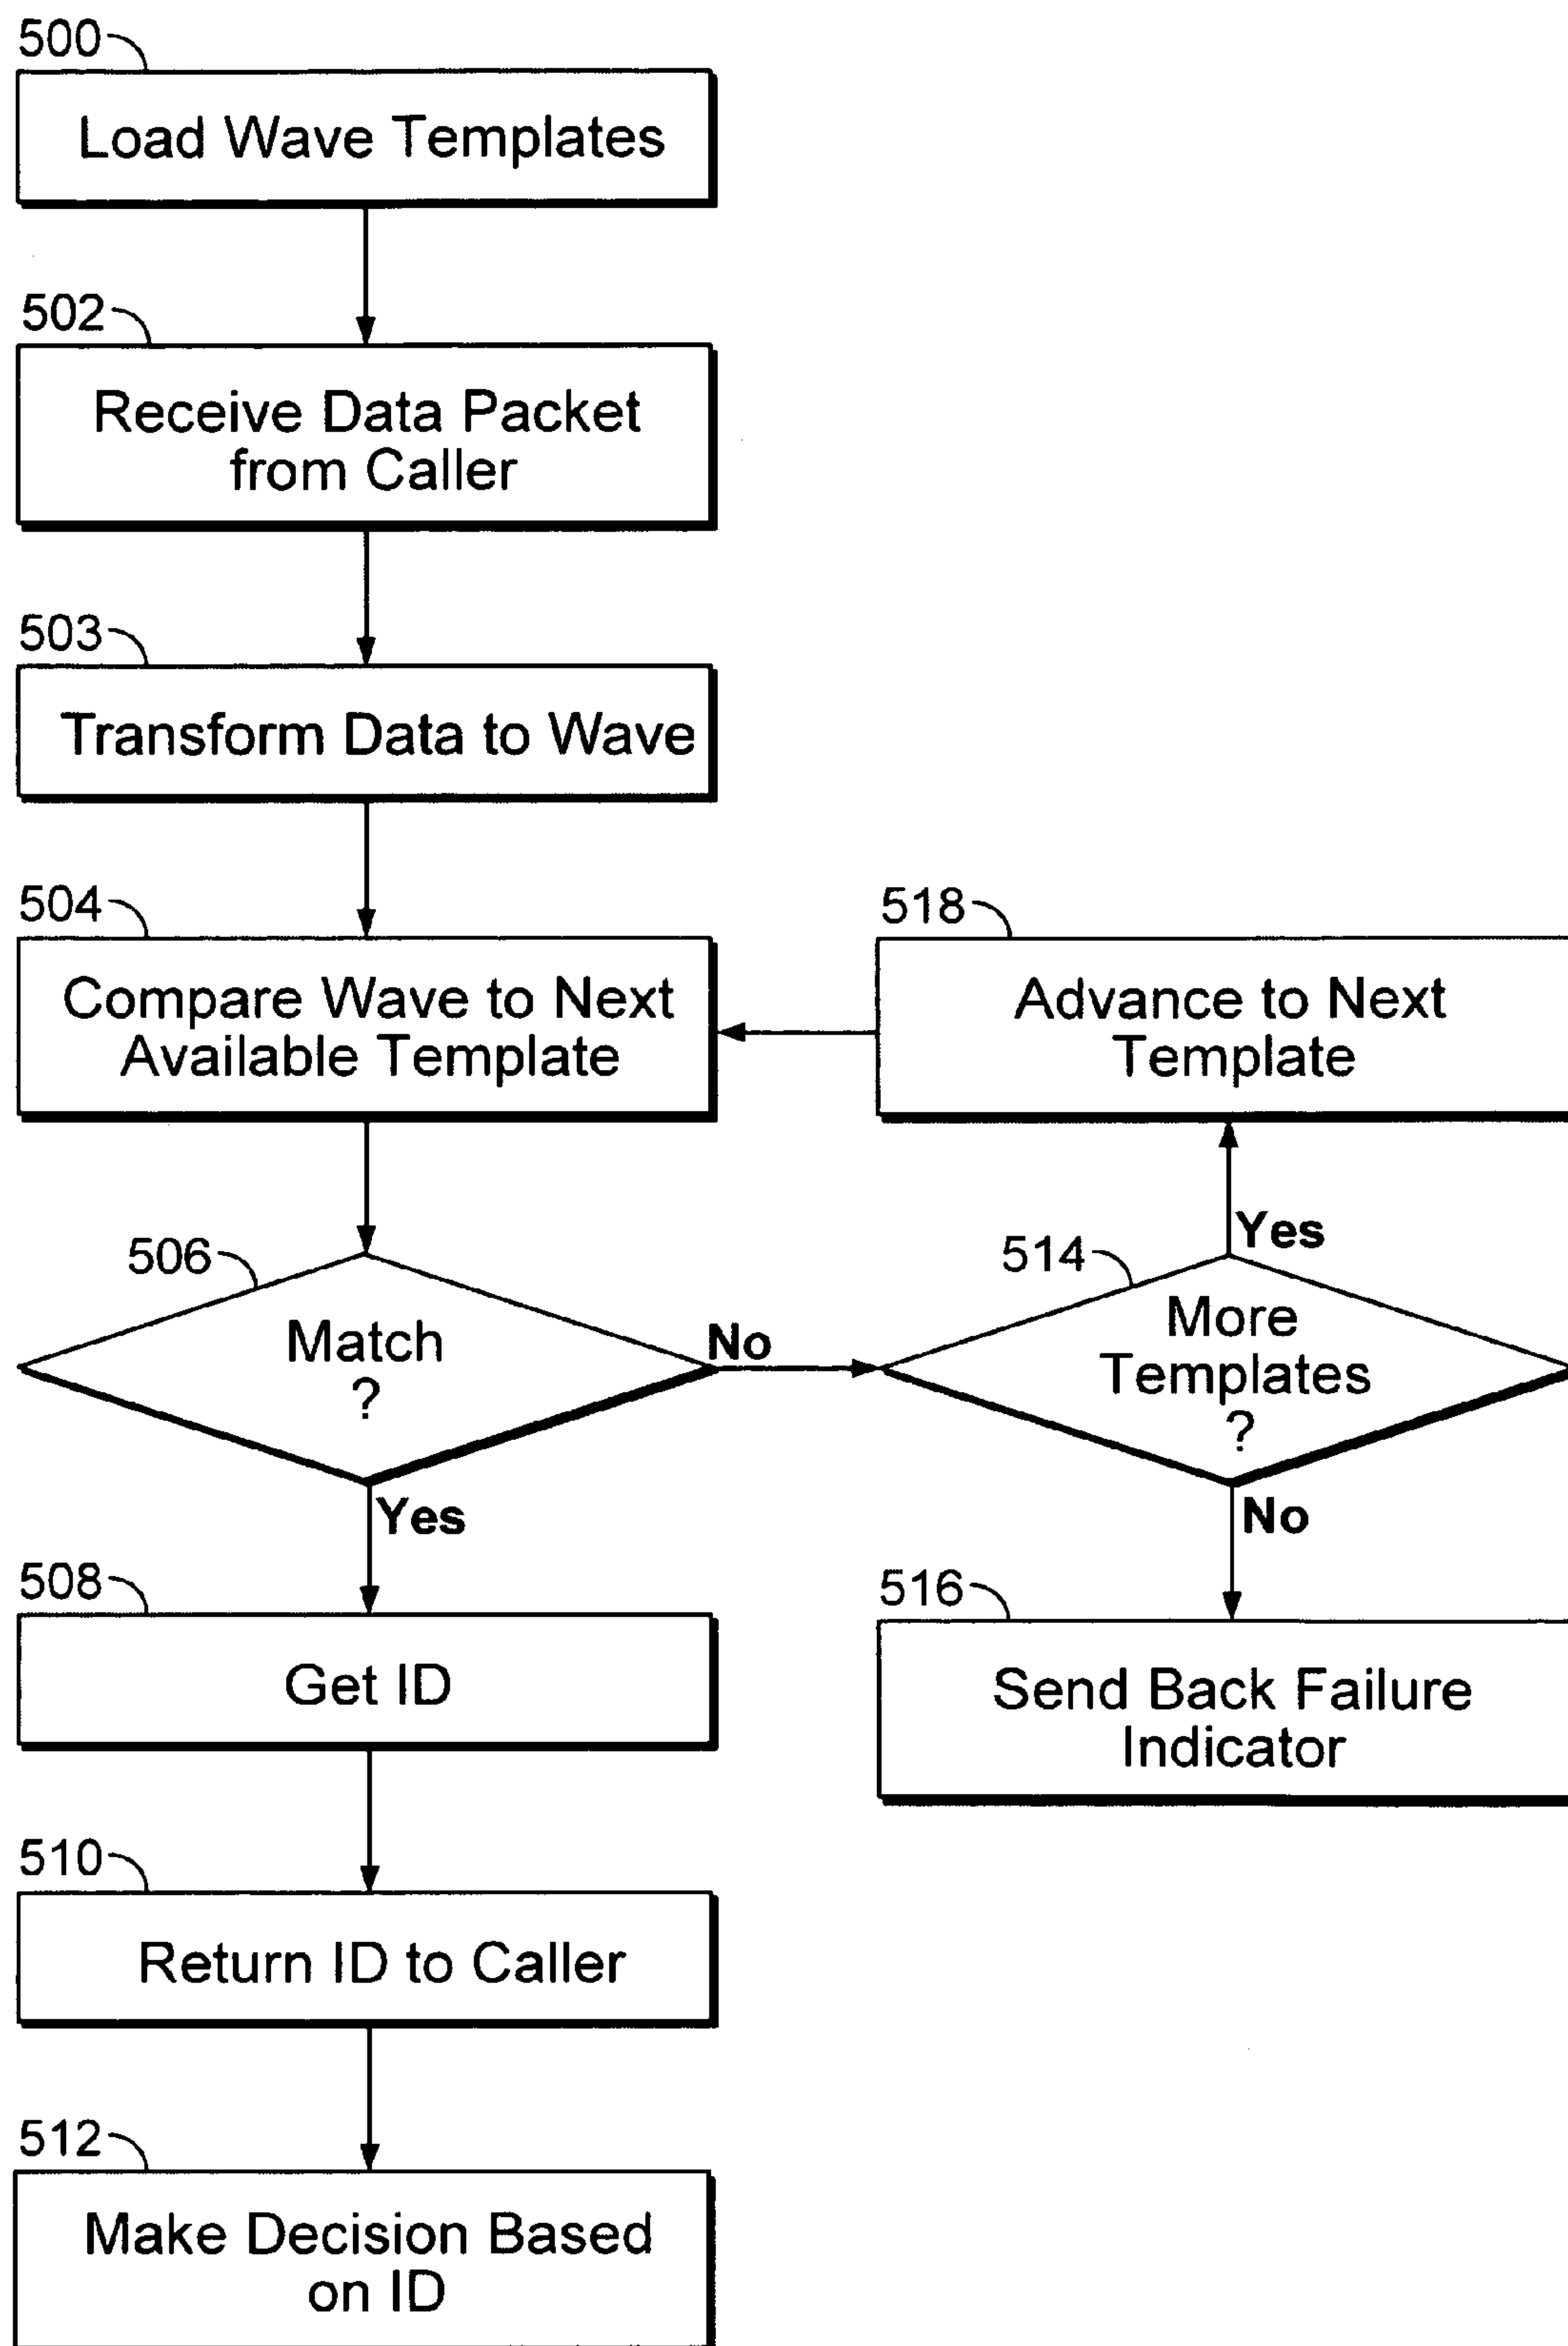 500
Load Wave Templates
502
Receive Data Packet
from Caller
503
Transform Data to Wave
504
Compare Wave to Next
Available Template
518
Advance to Next
Template
506
Match
?
No
Yes
514
More
Templates
?
Yes
No
508
Get ID
516
Send Back Failure
Indicator
510
Return ID to Caller
512
Make Decision Based
on ID